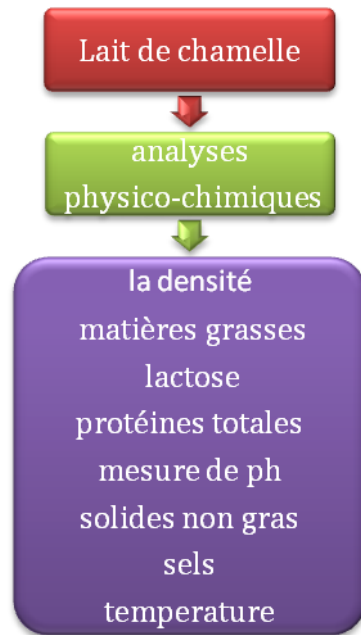 Lait de chamelle
analyses
physico-chimiques
la densité
matières grasses
lactose
protéines totales
mesure de ph
solides non gras
sels
temperature